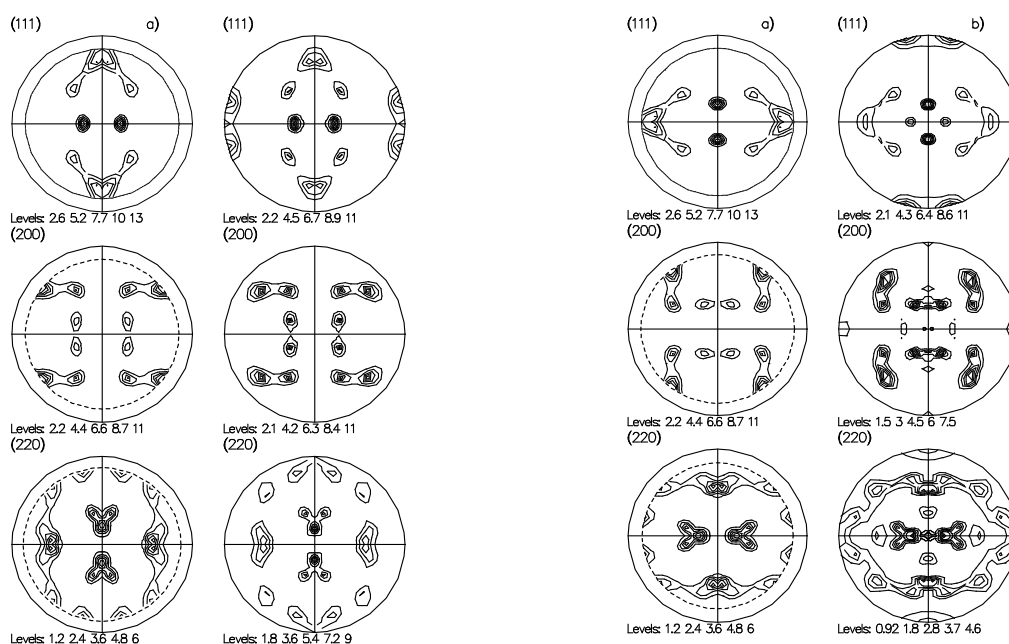 (111) a) (111) (111) a) (111) b)
Levels: 2.6 5.2 7.7 10 13 Levels: 2.2 4.5 6.7 8.9 11 Levels: 2.6 5.2 7.7 10 13 Levels: 2.1 4.3 6.4 8.6 11
(200) (200) (200) (200)
Levels: 2.2 4.4 6.6 8.7 11 Levels: 2.1 4.2 6.3 8.4 11 Levels: 2.2 4.4 6.6 8.7 11 Levels: 1.5 3 4.5 6 7.5
(220) (220) (220) (220)
Levels: 1.2 2.4 3.6 4.8 6 Levels: 1.8 3.6 5.4 7.2 9 Levels: 1.2 2.4 3.6 4.8 6 Levels: 0.92 1.8 2.8 3.7 4.6